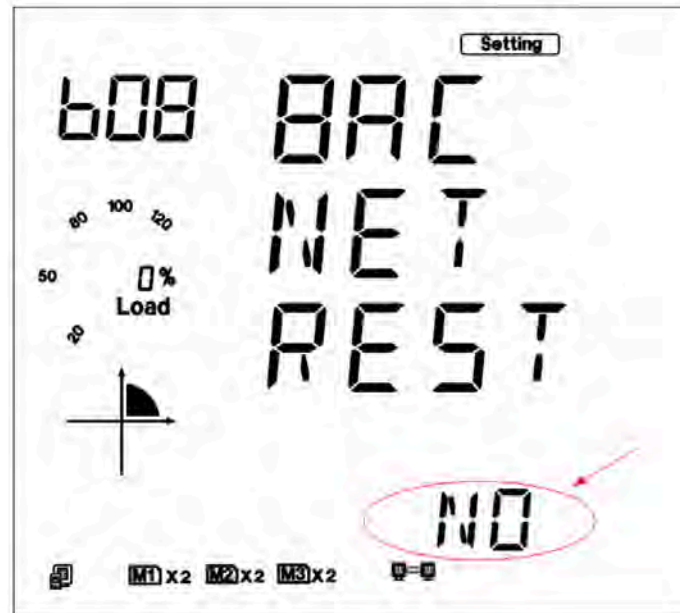 Setting
b08
BAC
NET
REST
80
100
120
50
0%
Load
20
NO
M1 X2
M2 X2
M3 X2